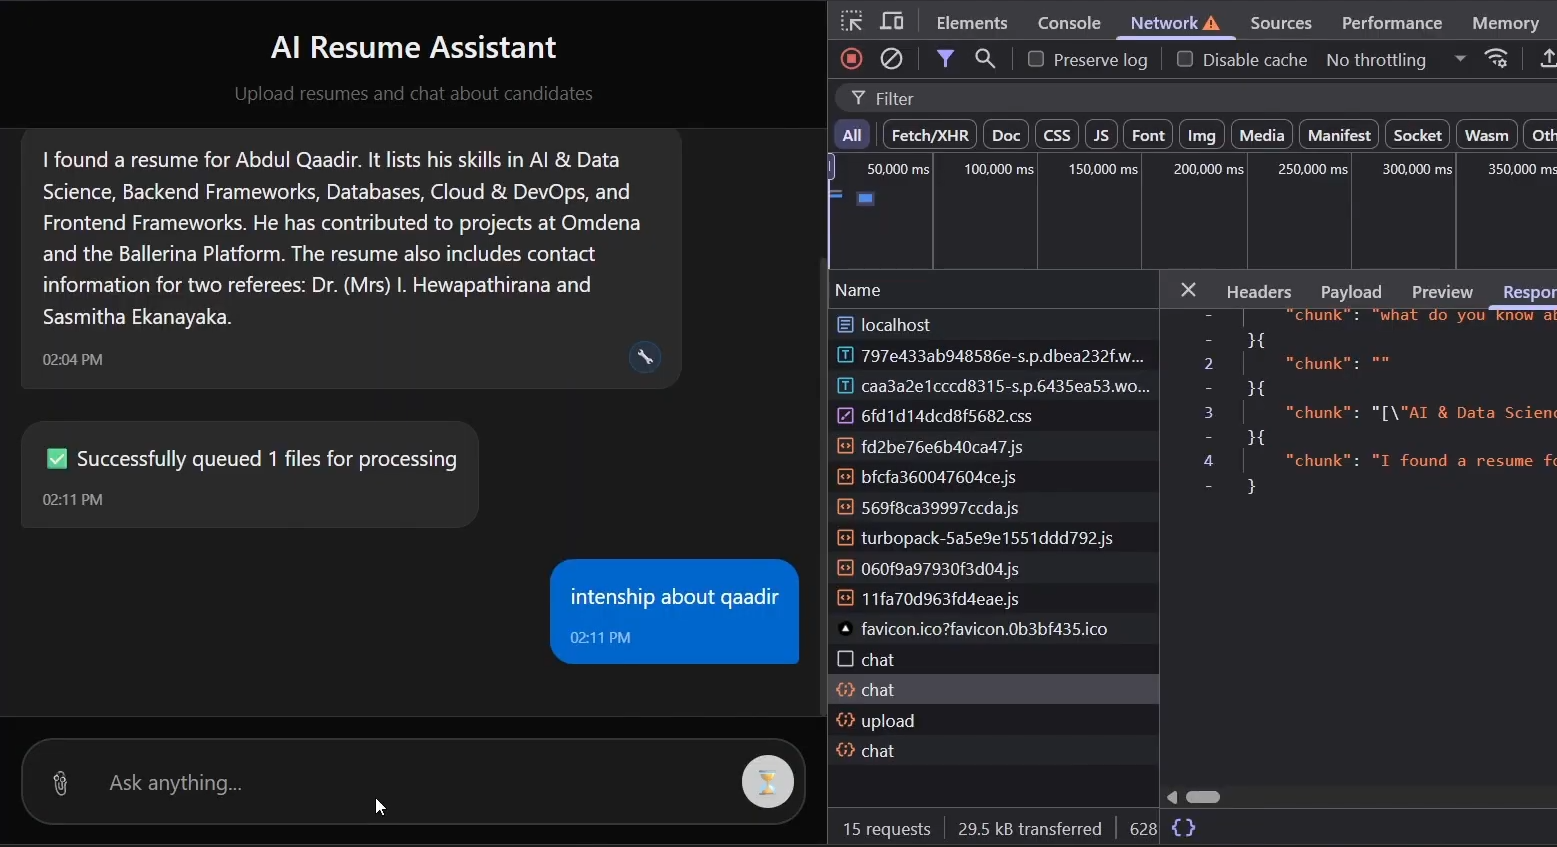 AI Resume Assistant
Upload resumes and chat about candidates
I found a resume for Abdul Qaadir. It lists his skills in AI & Data
Science, Backend Frameworks, Databases, Cloud & DevOps, and
Frontend Frameworks. He has contributed to projects at Omdena
and the Ballerina Platform. The resume also includes contact
information for two referees: Dr. (Mrs) I. Hewapathirana and
Sasmitha Ekanayaka.
02:04 PM
✅ Successfully queued 1 files for processing
02:11 PM
intenship about qaadir
02:11 PM
Ask anything...
Elements Console Network Sources Performance Memory
Preserve log Disable cache No throttling
Filter
All Fetch/XHR Doc CSS JS Font Img Media Manifest Socket Wasm Oth
50,000 ms 100,000 ms 150,000 ms 200,000 ms 250,000 ms 300,000 ms 350,000 ms
Name
localhost
797e433ab948586e-s.p.dbea232f.w...
caa3a2e1cccd8315-s.p.6435ea53.wo...
6fd1d14dcd8f5682.css
fd2be76e6b40ca47.js
bfcfa360047604ce.js
569f8ca39997ccda.js
turbopack-5a5e9e1551ddd792.js
060f9a97930f3d04.js
11fa70d963fd4eae.js
favicon.ico?favicon.0b3bf435.ico
chat
chat
upload
chat
15 requests 29.5 kB transferred 628
Headers Payload Preview Respon
- "chunk": "what do you know ab
- }{
2 "chunk": ""
- }{
3 "chunk": "[\"AI & Data Scienc
- }{
4 "chunk": "I found a resume fo
- }
{}